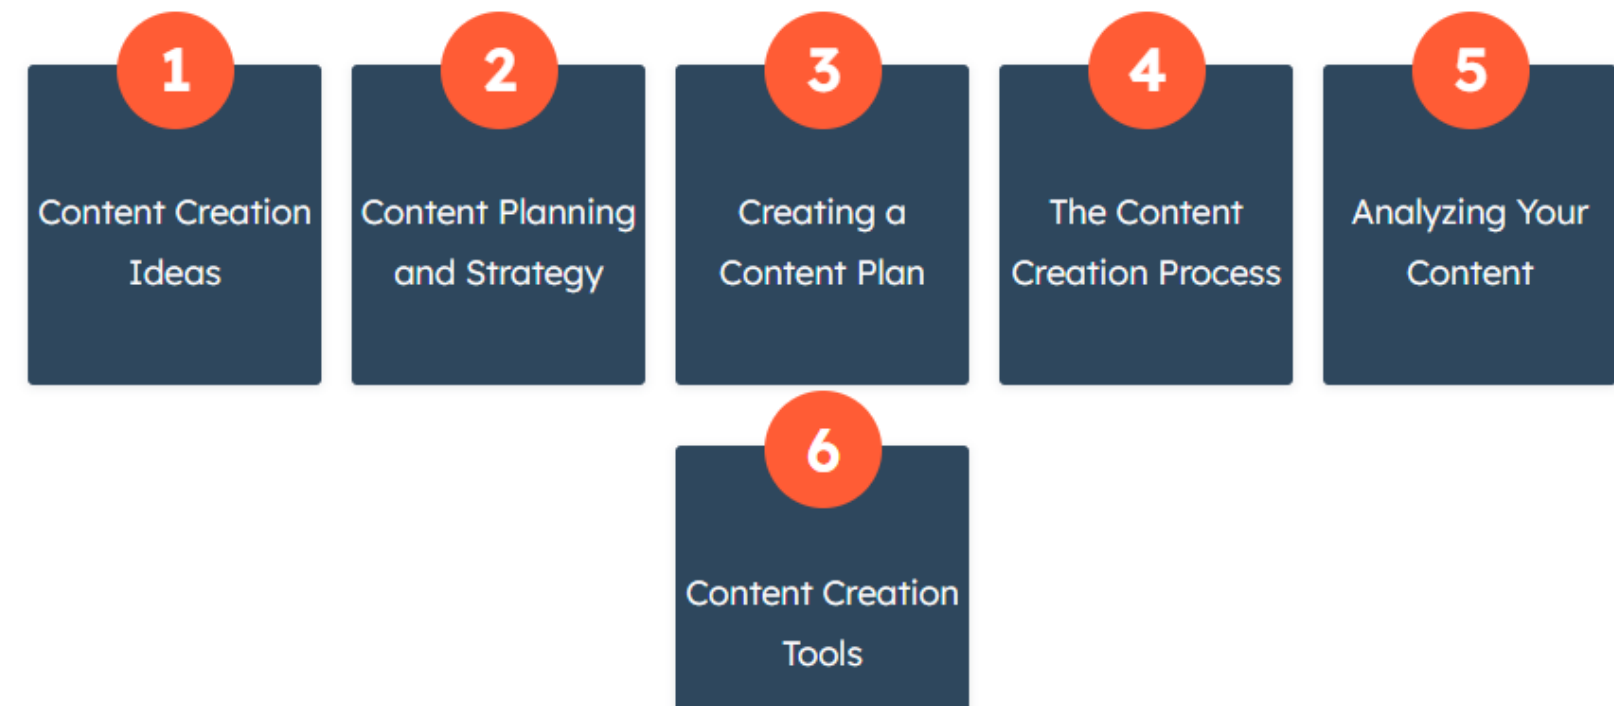 1
Content Creation
Ideas
2
Content Planning
and Strategy
3
Creating a
Content Plan
4
The Content
Creation Process
5
Analyzing Your
Content
6
Content Creation
Tools